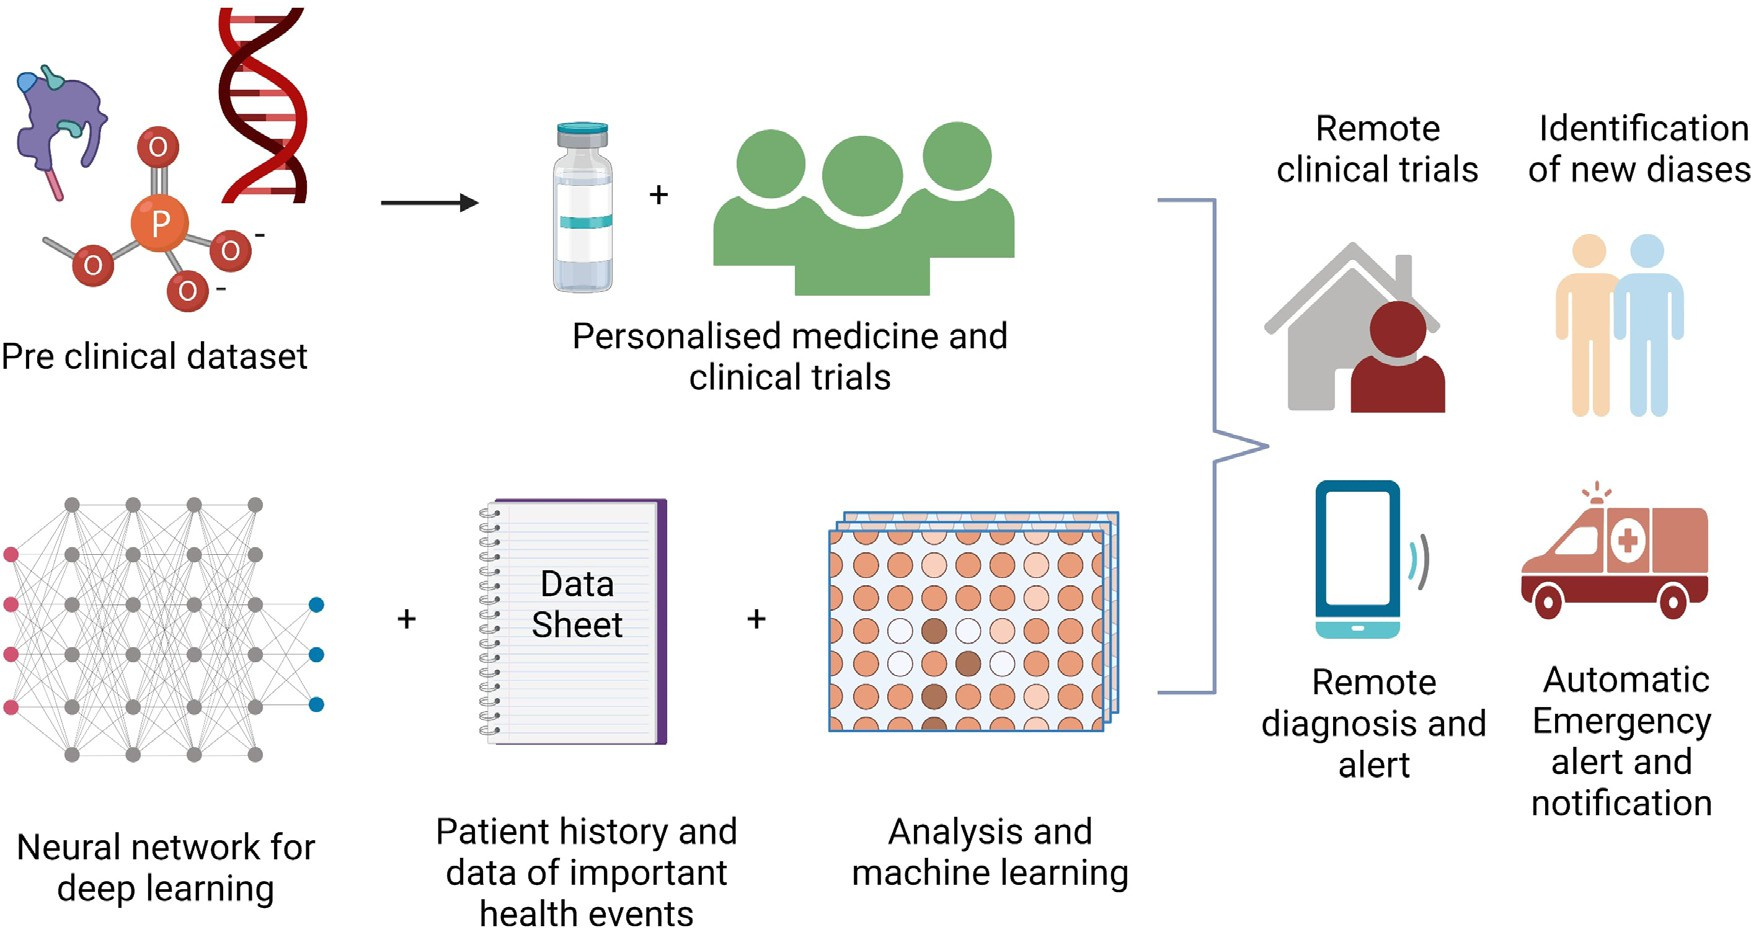 O
P
O
O -
O -
Pre clinical dataset
+
Personalised medicine and
clinical trials
Remote
clinical trials
Identification
of new diases
+
Data
Sheet
+
Neural network for
deep learning
Patient history and
data of important
health events
Analysis and
machine learning
Remote
diagnosis and
alert
Automatic
Emergency
alert and
notification